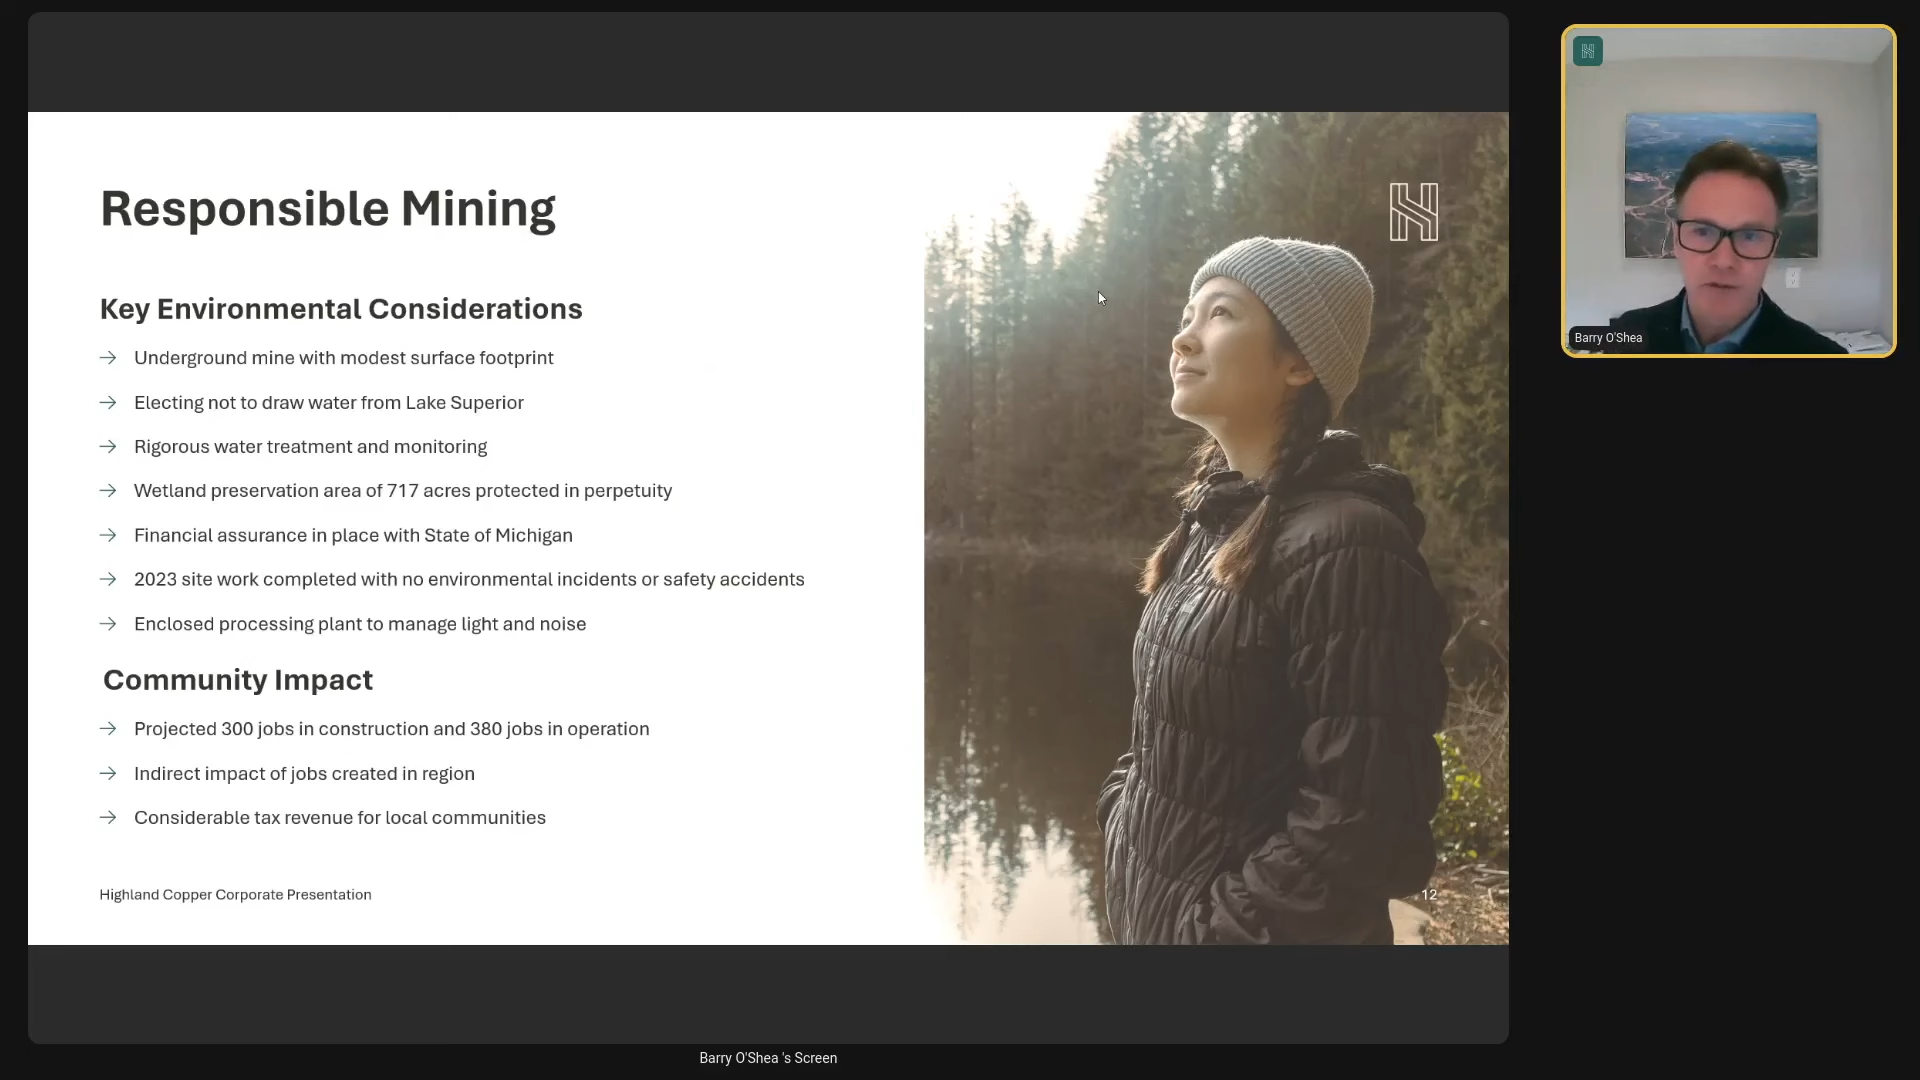 Responsible Mining
Key Environmental Considerations
Underground mine with modest surface footprint
Electing not to draw water from Lake Superior
Rigorous water treatment and monitoring
Wetland preservation area of 717 acres protected in perpetuity
Financial assurance in place with State of Michigan
2023 site work completed with no environmental incidents or safety accidents
Enclosed processing plant to manage light and noise
Community Impact
Projected 300 jobs in construction and 380 jobs in operation
Indirect impact of jobs created in region
Considerable tax revenue for local communities
Highland Copper Corporate Presentation
12
Barry O'Shea
Barry O'Shea 's Screen